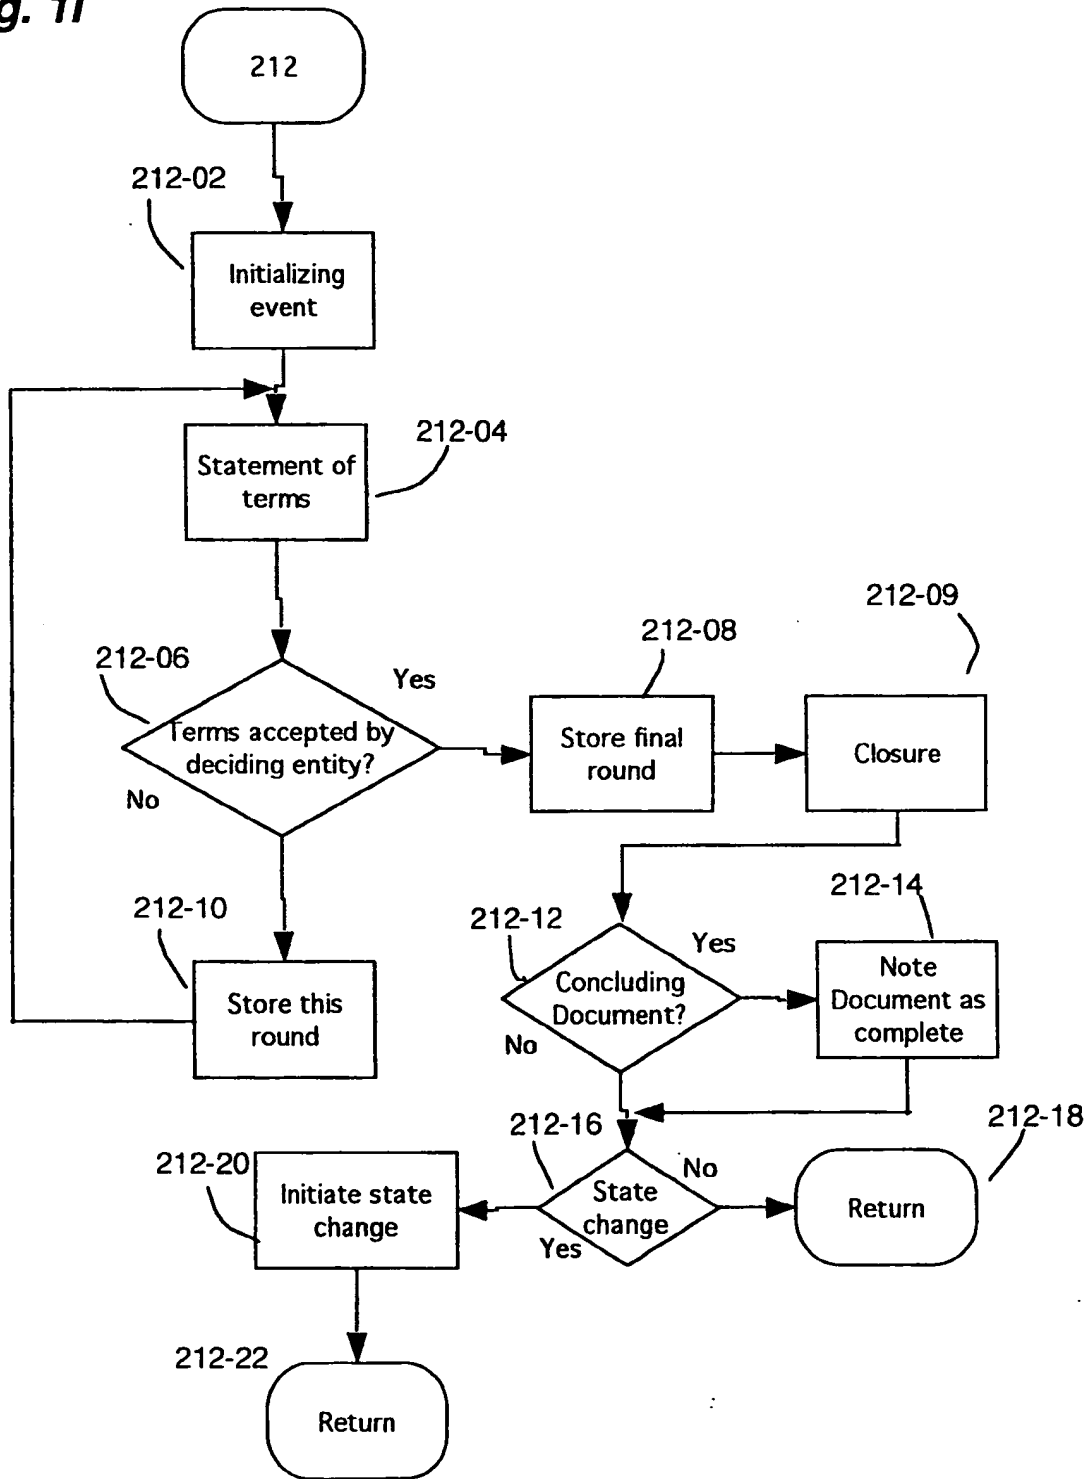 g. 1i
212
212-02
Initializing
event
212-04
Statement of
terms
212-09
212-08
212-06
Yes
Terms accepted by
deciding entity?
Store final
round
Closure
No
212-14
212-10
212-12
Yes
Note
Document as
complete
Concluding
Document?
Store this
round
No
212-18
212-16
212-20
No
Initiate state
change
State
change
Return
Yes
212-22
Return